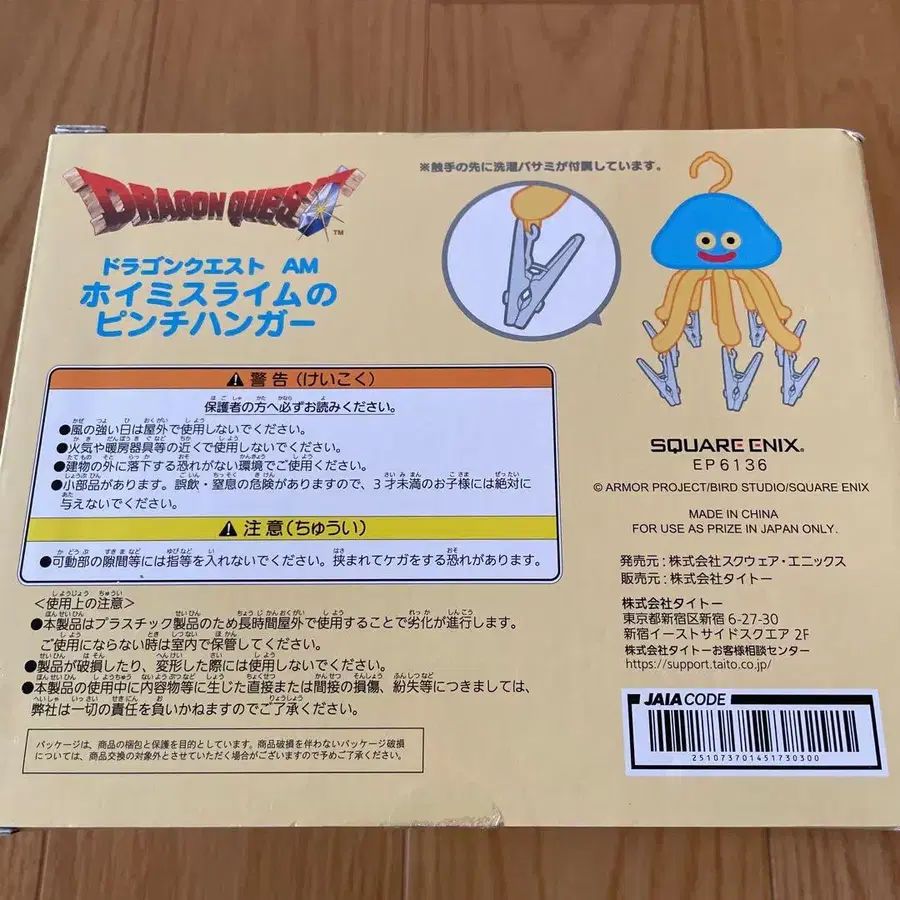 DRAGON QUEST
TM
ドラゴンクエスト AM
ホイミスライムの
ピンチハンガー
※触手の先に洗濯バサミが付属しています。
⚠警告(けいこく)
保護者の方へ必ずお読みください。
●風の強い日は屋外で使用しないでください。
●火気や暖房器具等の近くで使用しないでください。
●建物の外に落下する恐れがない環境でご使用ください。
●小部品があります。誤飲・窒息の危険がありますので、3才未満のお子様には絶対に
与えないでください。
⚠注意(ちゅうい)
●可動部の隙間等には指等を入れないでください。挟まれてケガをする恐れがあります。
<使用上の注意>
●本製品はプラスチック製品のため長時間屋外で使用することで劣化が進行します。
ご使用にならない時は室内で保管してください。
●製品が破損したり、変形した際には使用しないでください。
●本製品の使用中に内容物等に生じた直接または間接の損傷、紛失等につきましては、
弊社は一切の責任を負いかねますのでご了承ください。
パッケージは、商品の梱包と保護を目的としています。商品破損を伴わないパッケージ破損
については、商品交換の対象外とさせていただく場合がございますので予めご了承ください。
SQUARE ENIX.
EP6136
© ARMOR PROJECT/BIRD STUDIO/SQUARE ENIX
MADE IN CHINA
FOR USE AS PRIZE IN JAPAN ONLY.
発売元:株式会社スクウェア・エニックス
販売元:株式会社タイトー
株式会社タイトー
東京都新宿区新宿 6-27-30
新宿イーストサイドスクエア 2F
株式会社タイトーお客様相談センター
https://support.taito.co.jp/
JAIA CODE
251073701451730300